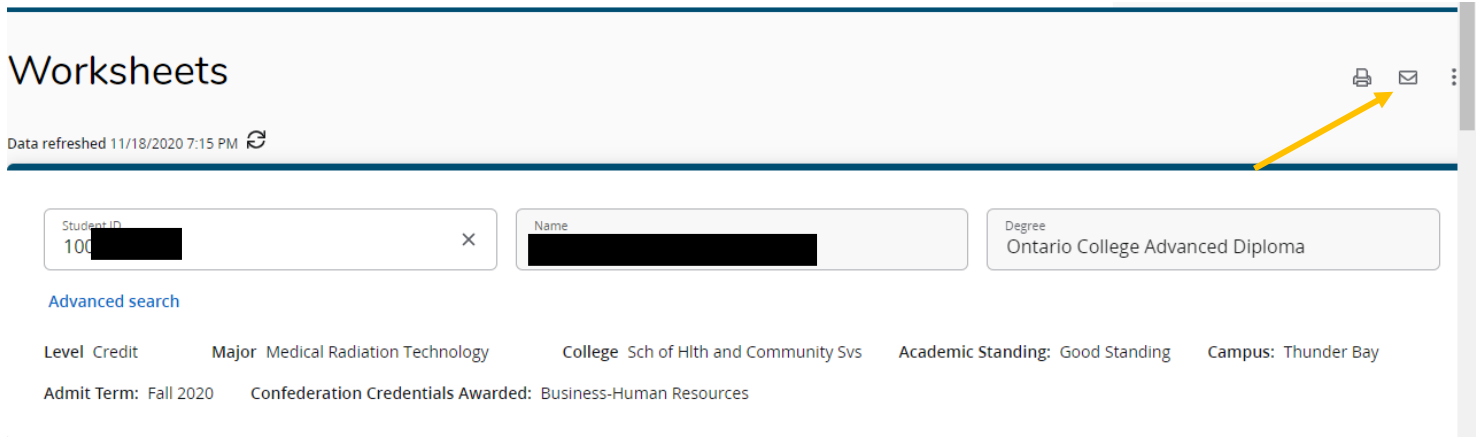 Worksheets
Data refreshed 11/18/2020 7:15 PM
Student ID Name Degree
100 Ontario College Advanced Diploma
Advanced search
Level Credit Major Medical Radiation Technology College Sch of Hlth and Community Svs Academic Standing: Good Standing Campus: Thunder Bay
Admit Term: Fall 2020 Confederation Credentials Awarded: Business-Human Resources